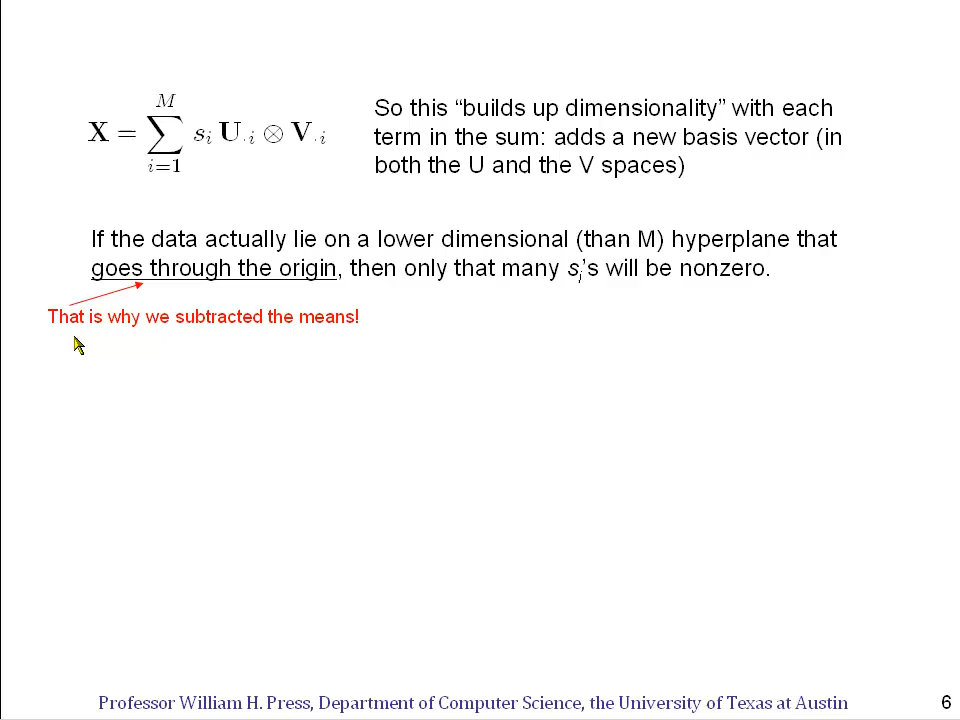 X = \sum_{i=1}^{M} s_i U_{\cdot i} ⊗ V_{\cdot i}
So this “builds up dimensionality” with each
term in the sum: adds a new basis vector (in
both the U and the V spaces)
If the data actually lie on a lower dimensional (than M) hyperplane that
goes through the origin, then only that many s_i’s will be nonzero.
That is why we subtracted the means!
Professor William H. Press, Department of Computer Science, the University of Texas at Austin
6